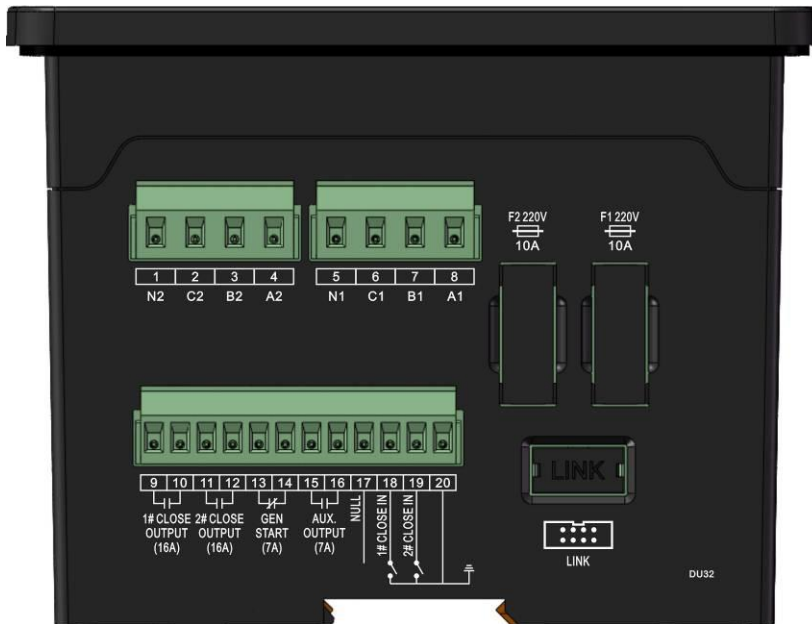 F2 220V
10A
F1 220V
10A
1 2 3 4
N2 C2 B2 A2
5 6 7 8
N1 C1 B1 A1
9 10 11 12 13 14 15 16 17 18 19 20
1# CLOSE
OUTPUT
(16A)
2# CLOSE
OUTPUT
(16A)
GEN
START
(7A)
AUX.
OUTPUT
(7A)
NULL
1# CLOSE IN
2# CLOSE IN
LINK
LINK
DU32